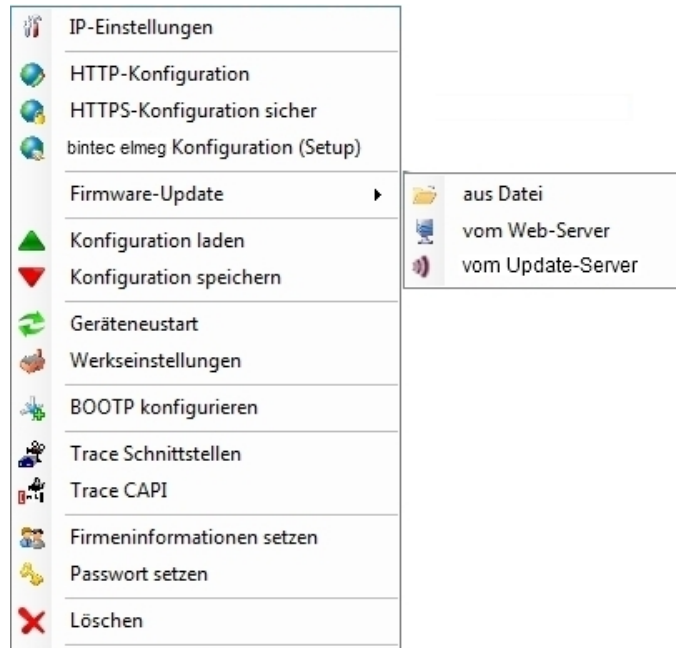 IP-Einstellungen
HTTP-Konfiguration
HTTPS-Konfiguration sicher
bintec elmeg Konfiguration (Setup)
Firmware-Update
aus Datei
vom Web-Server
vom Update-Server
Konfiguration laden
Konfiguration speichern
Geräteneustart
Werkseinstellungen
BOOTP konfigurieren
Trace Schnittstellen
Trace CAPI
Firmeninformationen setzen
Passwort setzen
Löschen